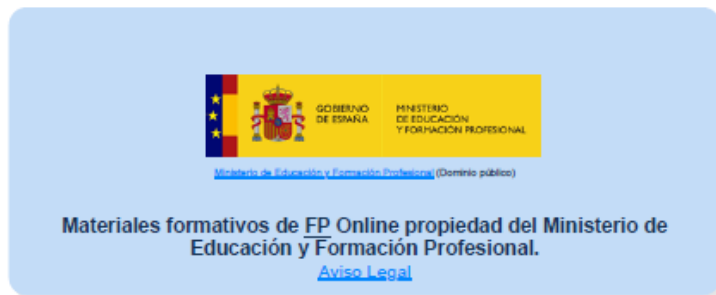 GOBIERNO
DE ESPAÑA
MINISTERIO
DE EDUCACIÓN
Y FORMACIÓN PROFESIONAL
Ministerio de Educación y Formación Profesional (Dominio público)
Materiales formativos de FP Online propiedad del Ministerio de
Educación y Formación Profesional.
Aviso Legal